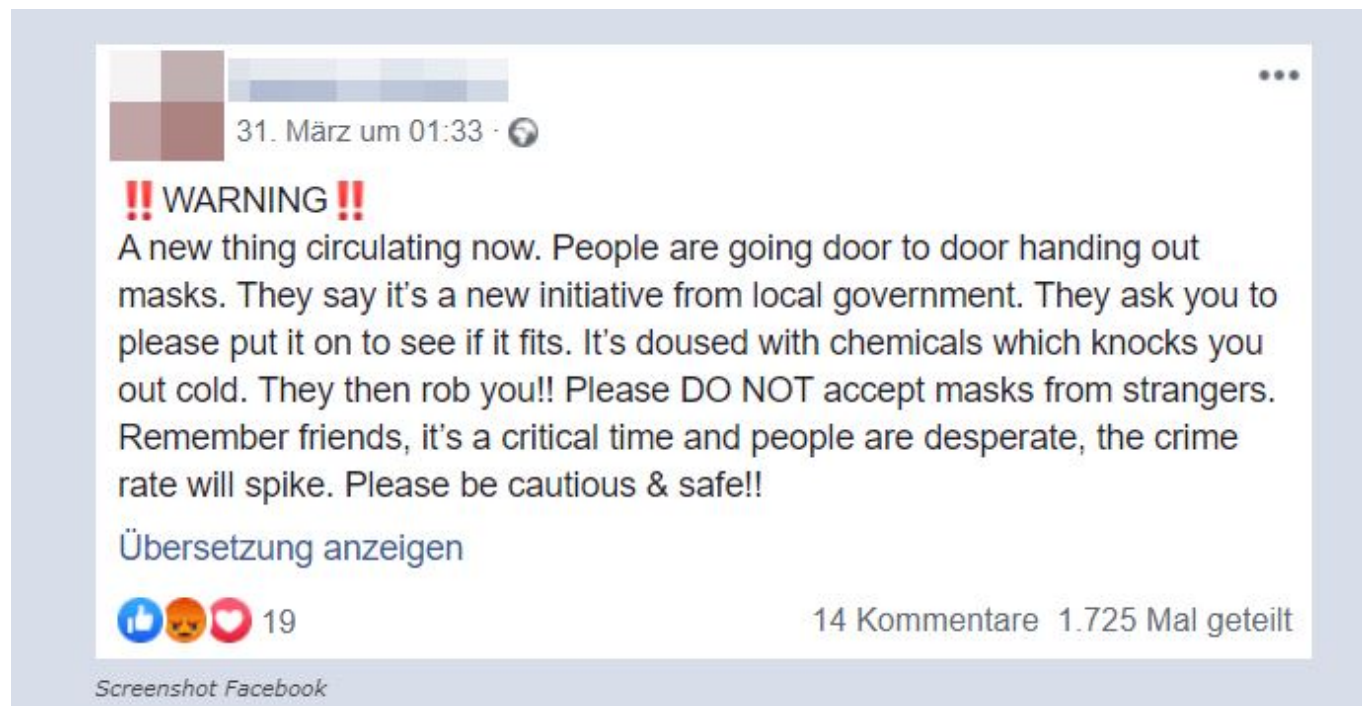 31. März um 01:33 ·
‼️WARNING‼️
A new thing circulating now. People are going door to door handing out
masks. They say it’s a new initiative from local government. They ask you to
please put it on to see if it fits. It’s doused with chemicals which knocks you
out cold. They then rob you!! Please DO NOT accept masks from strangers.
Remember friends, it’s a critical time and people are desperate, the crime
rate will spike. Please be cautious & safe!!
Übersetzung anzeigen
19 14 Kommentare 1.725 Mal geteilt
Screenshot Facebook